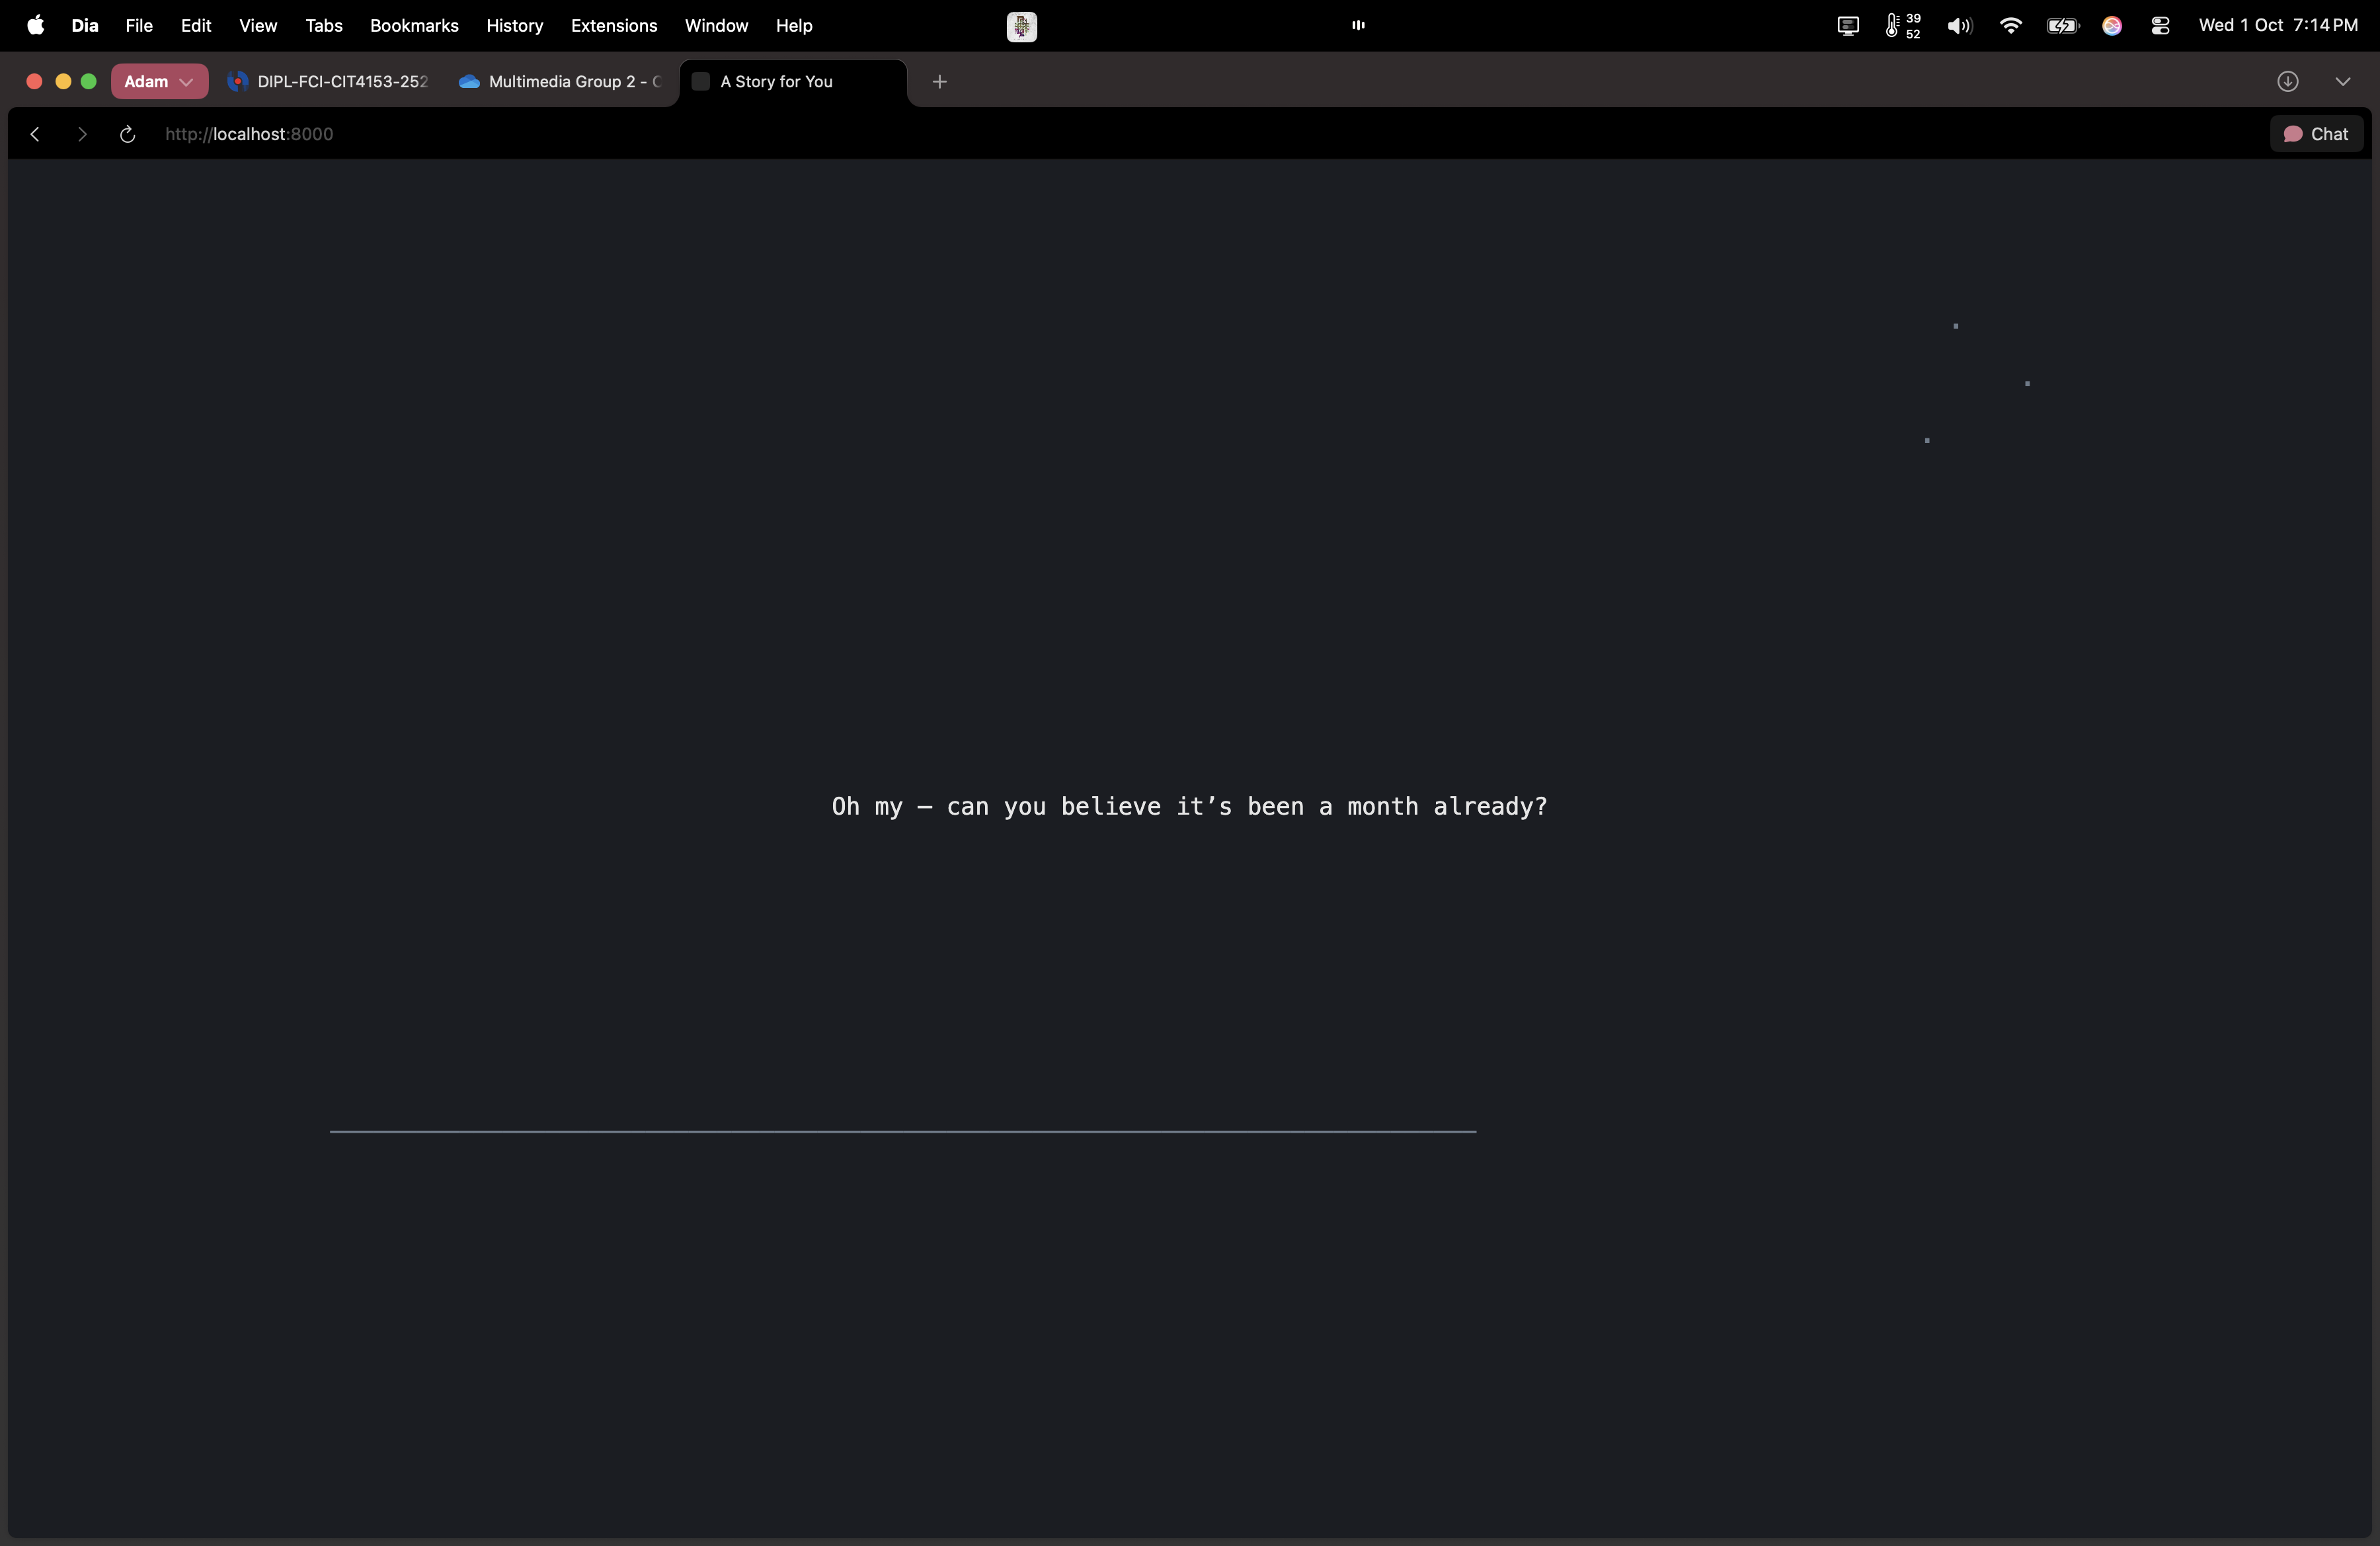 Dia File Edit View Tabs Bookmarks History Extensions Window Help 39 52 Wed 1 Oct 7:14 PM
Adam DIPL-FCI-CIT4153-252 Multimedia Group 2 - A Story for You
http://localhost:8000 Chat
Oh my — can you believe it’s been a month already?